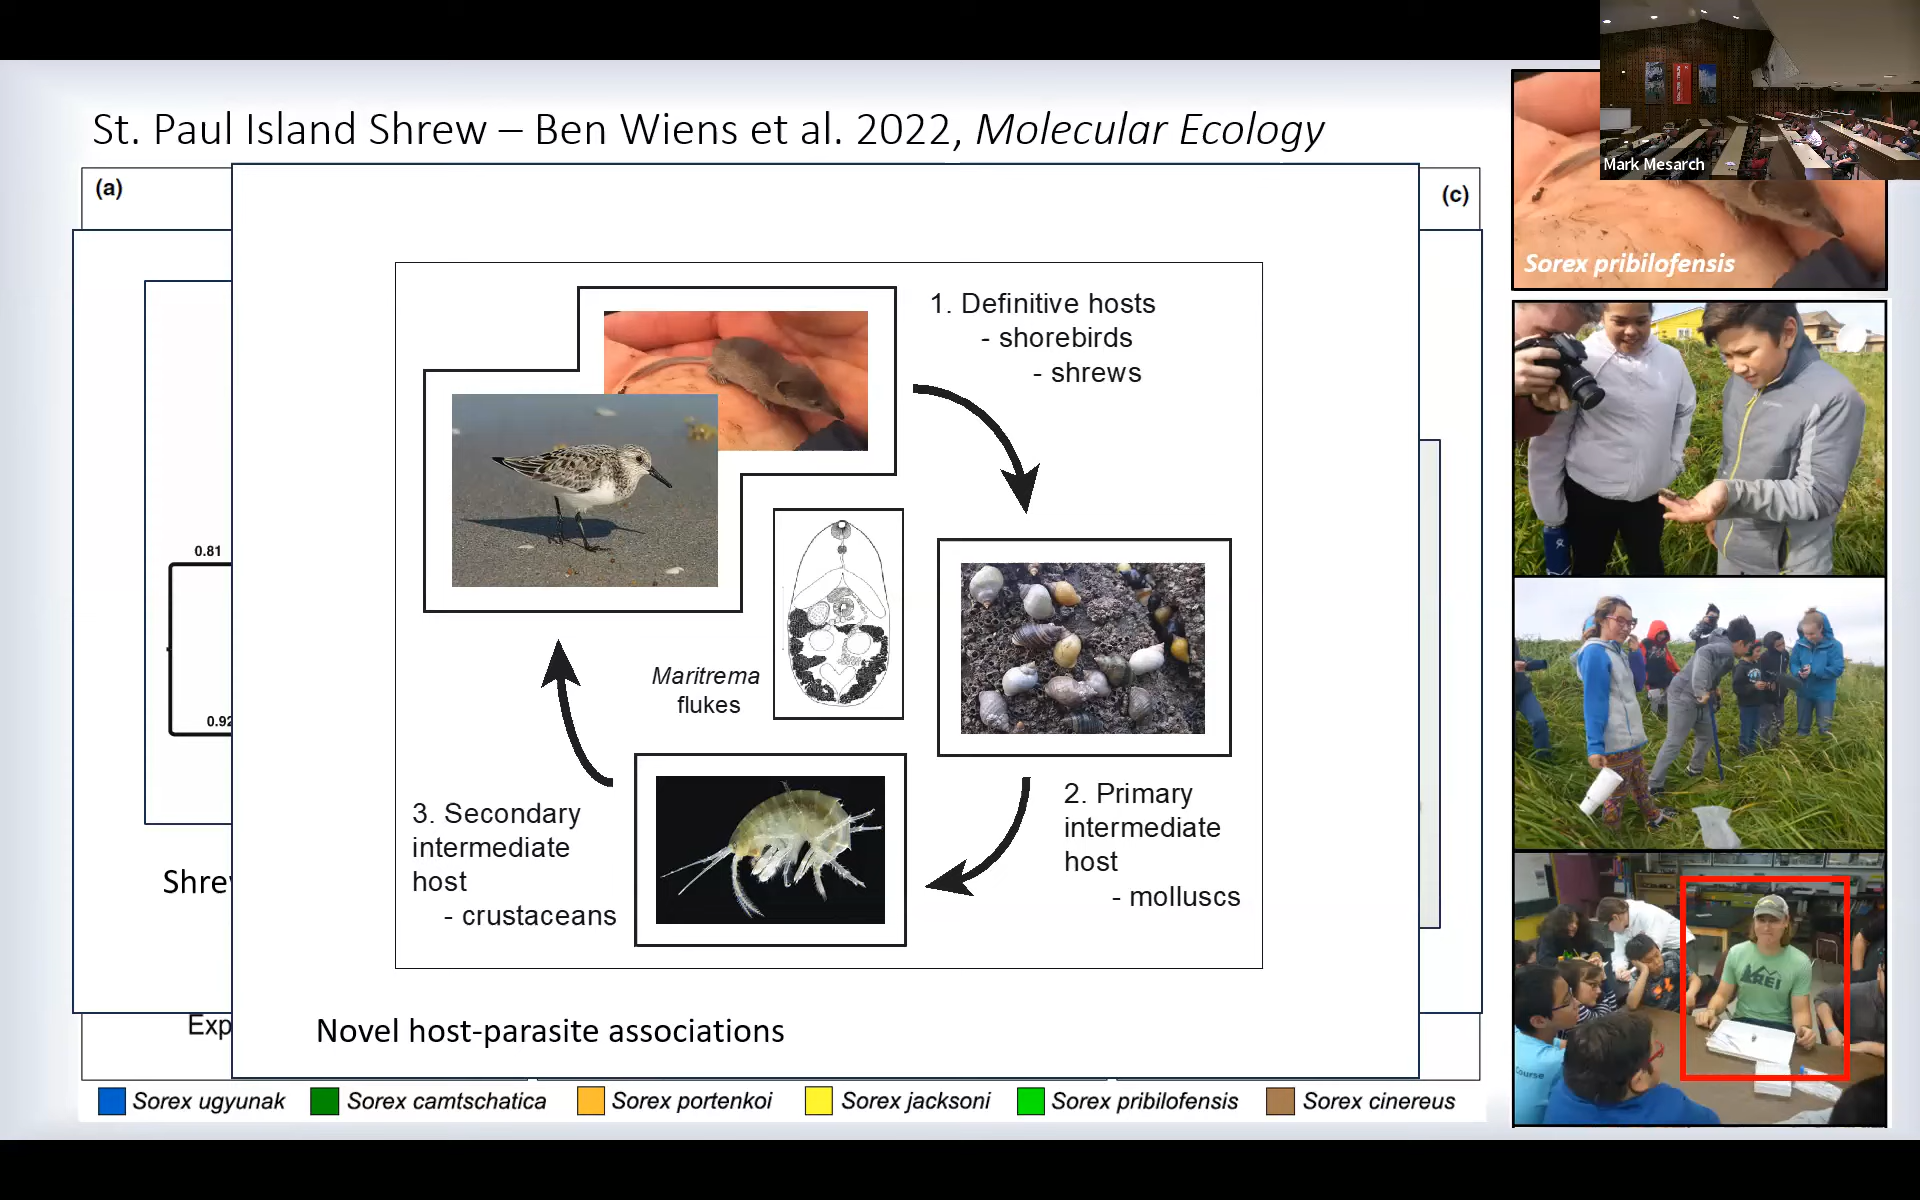 St. Paul Island Shrew – Ben Wiens et al. 2022, Molecular Ecology
Mark Mesarch
Sorex pribilofensis
(a)
(c)
1. Definitive hosts
- shorebirds
- shrews
Maritrema
flukes
2. Primary
intermediate
host
- molluscs
3. Secondary
intermediate
host
- crustaceans
0.81
0.92
Shre
Exp
Novel host-parasite associations
Sorex ugyunak
Sorex camtschatica
Sorex portenkoi
Sorex jacksoni
Sorex pribilofensis
Sorex cinereus
REI
Course